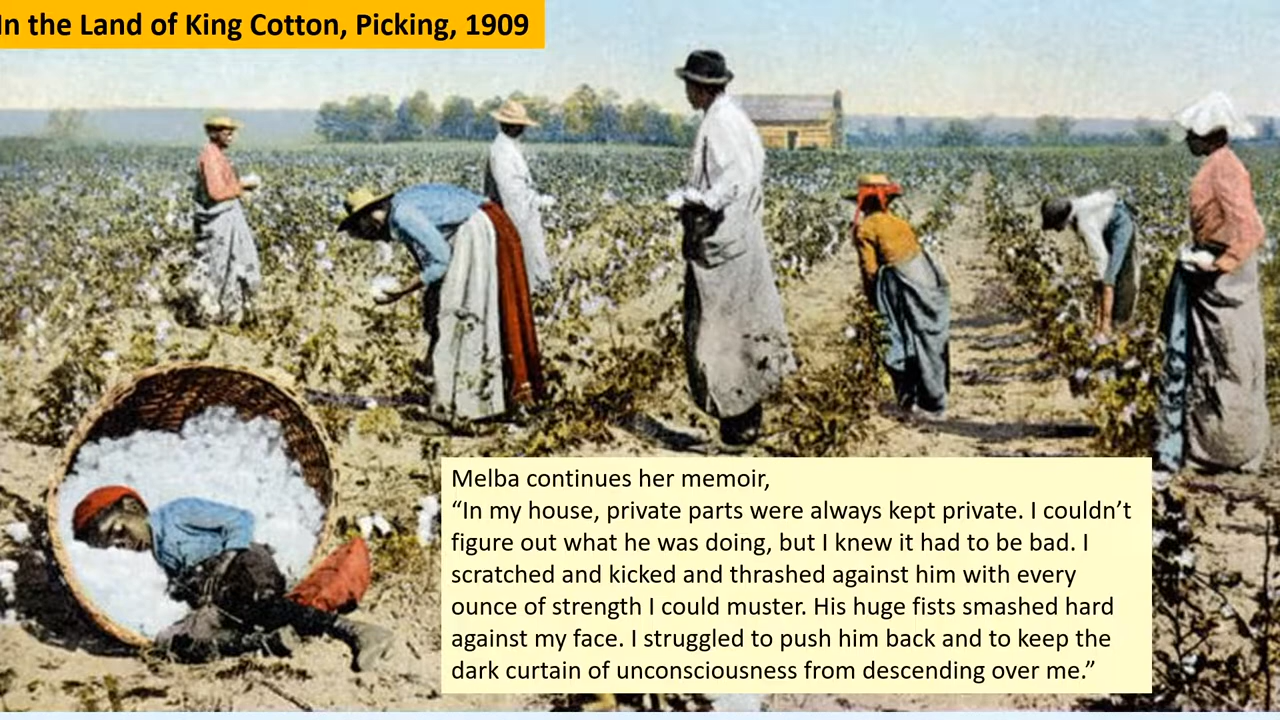 In the Land of King Cotton, Picking, 1909
Melba continues her memoir,
“In my house, private parts were always kept private. I couldn’t
figure out what he was doing, but I knew it had to be bad. I
scratched and kicked and thrashed against him with every
ounce of strength I could muster. His huge fists smashed hard
against my face. I struggled to push him back and to keep the
dark curtain of unconsciousness from descending over me.”